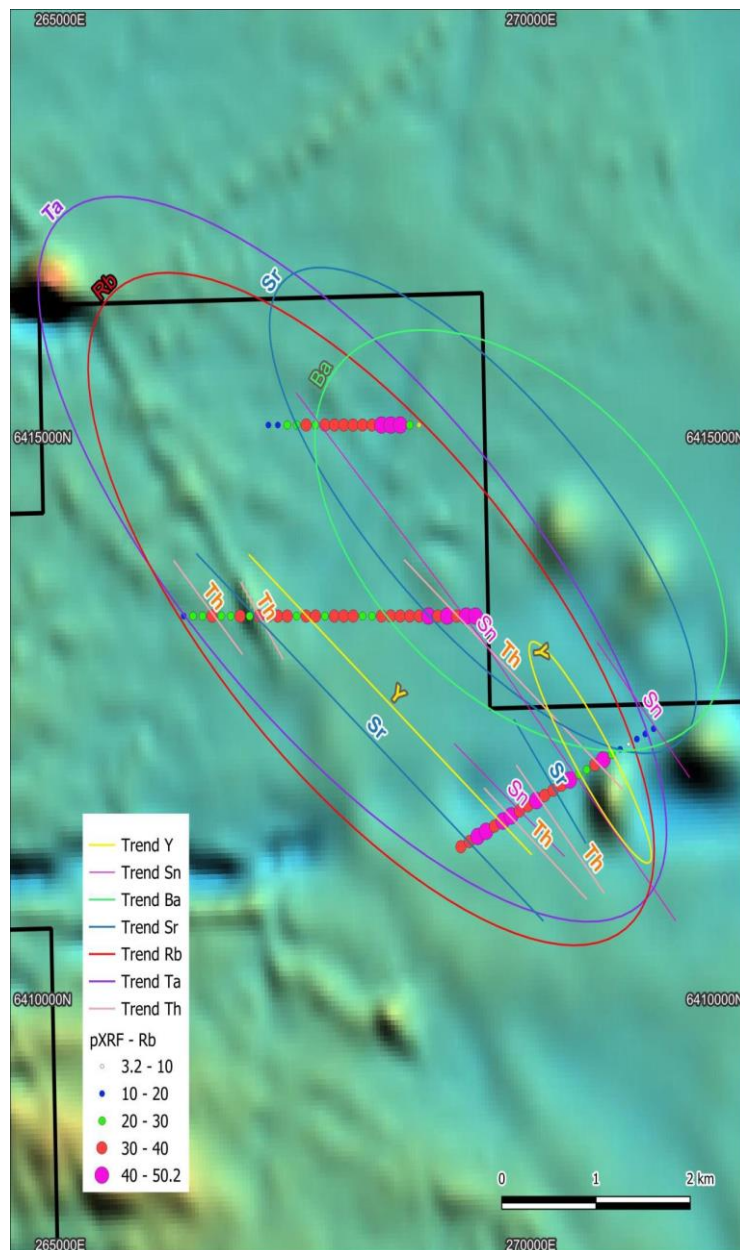 265000E
270000E
Ta
Rb
Sr
Ba
6415000N
6415000N
Th
Th
Sn
Th
Y
Y
Sr
Sn
Sr
Sn
Th
Th
Trend Y
Trend Sn
Trend Ba
Trend Sr
Trend Rb
Trend Ta
Trend Th
pXRF - Rb
3.2 - 10
10 - 20
20 - 30
30 - 40
40 - 50.2
6410000N
6410000N
0 1 2 km
265000E
270000E